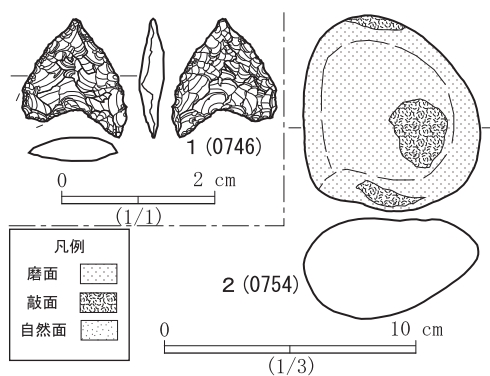 1 (0746)
0 2 cm
(1/1)
凡例
磨面
敲面
自然面
2 (0754)
0 10 cm
(1/3)